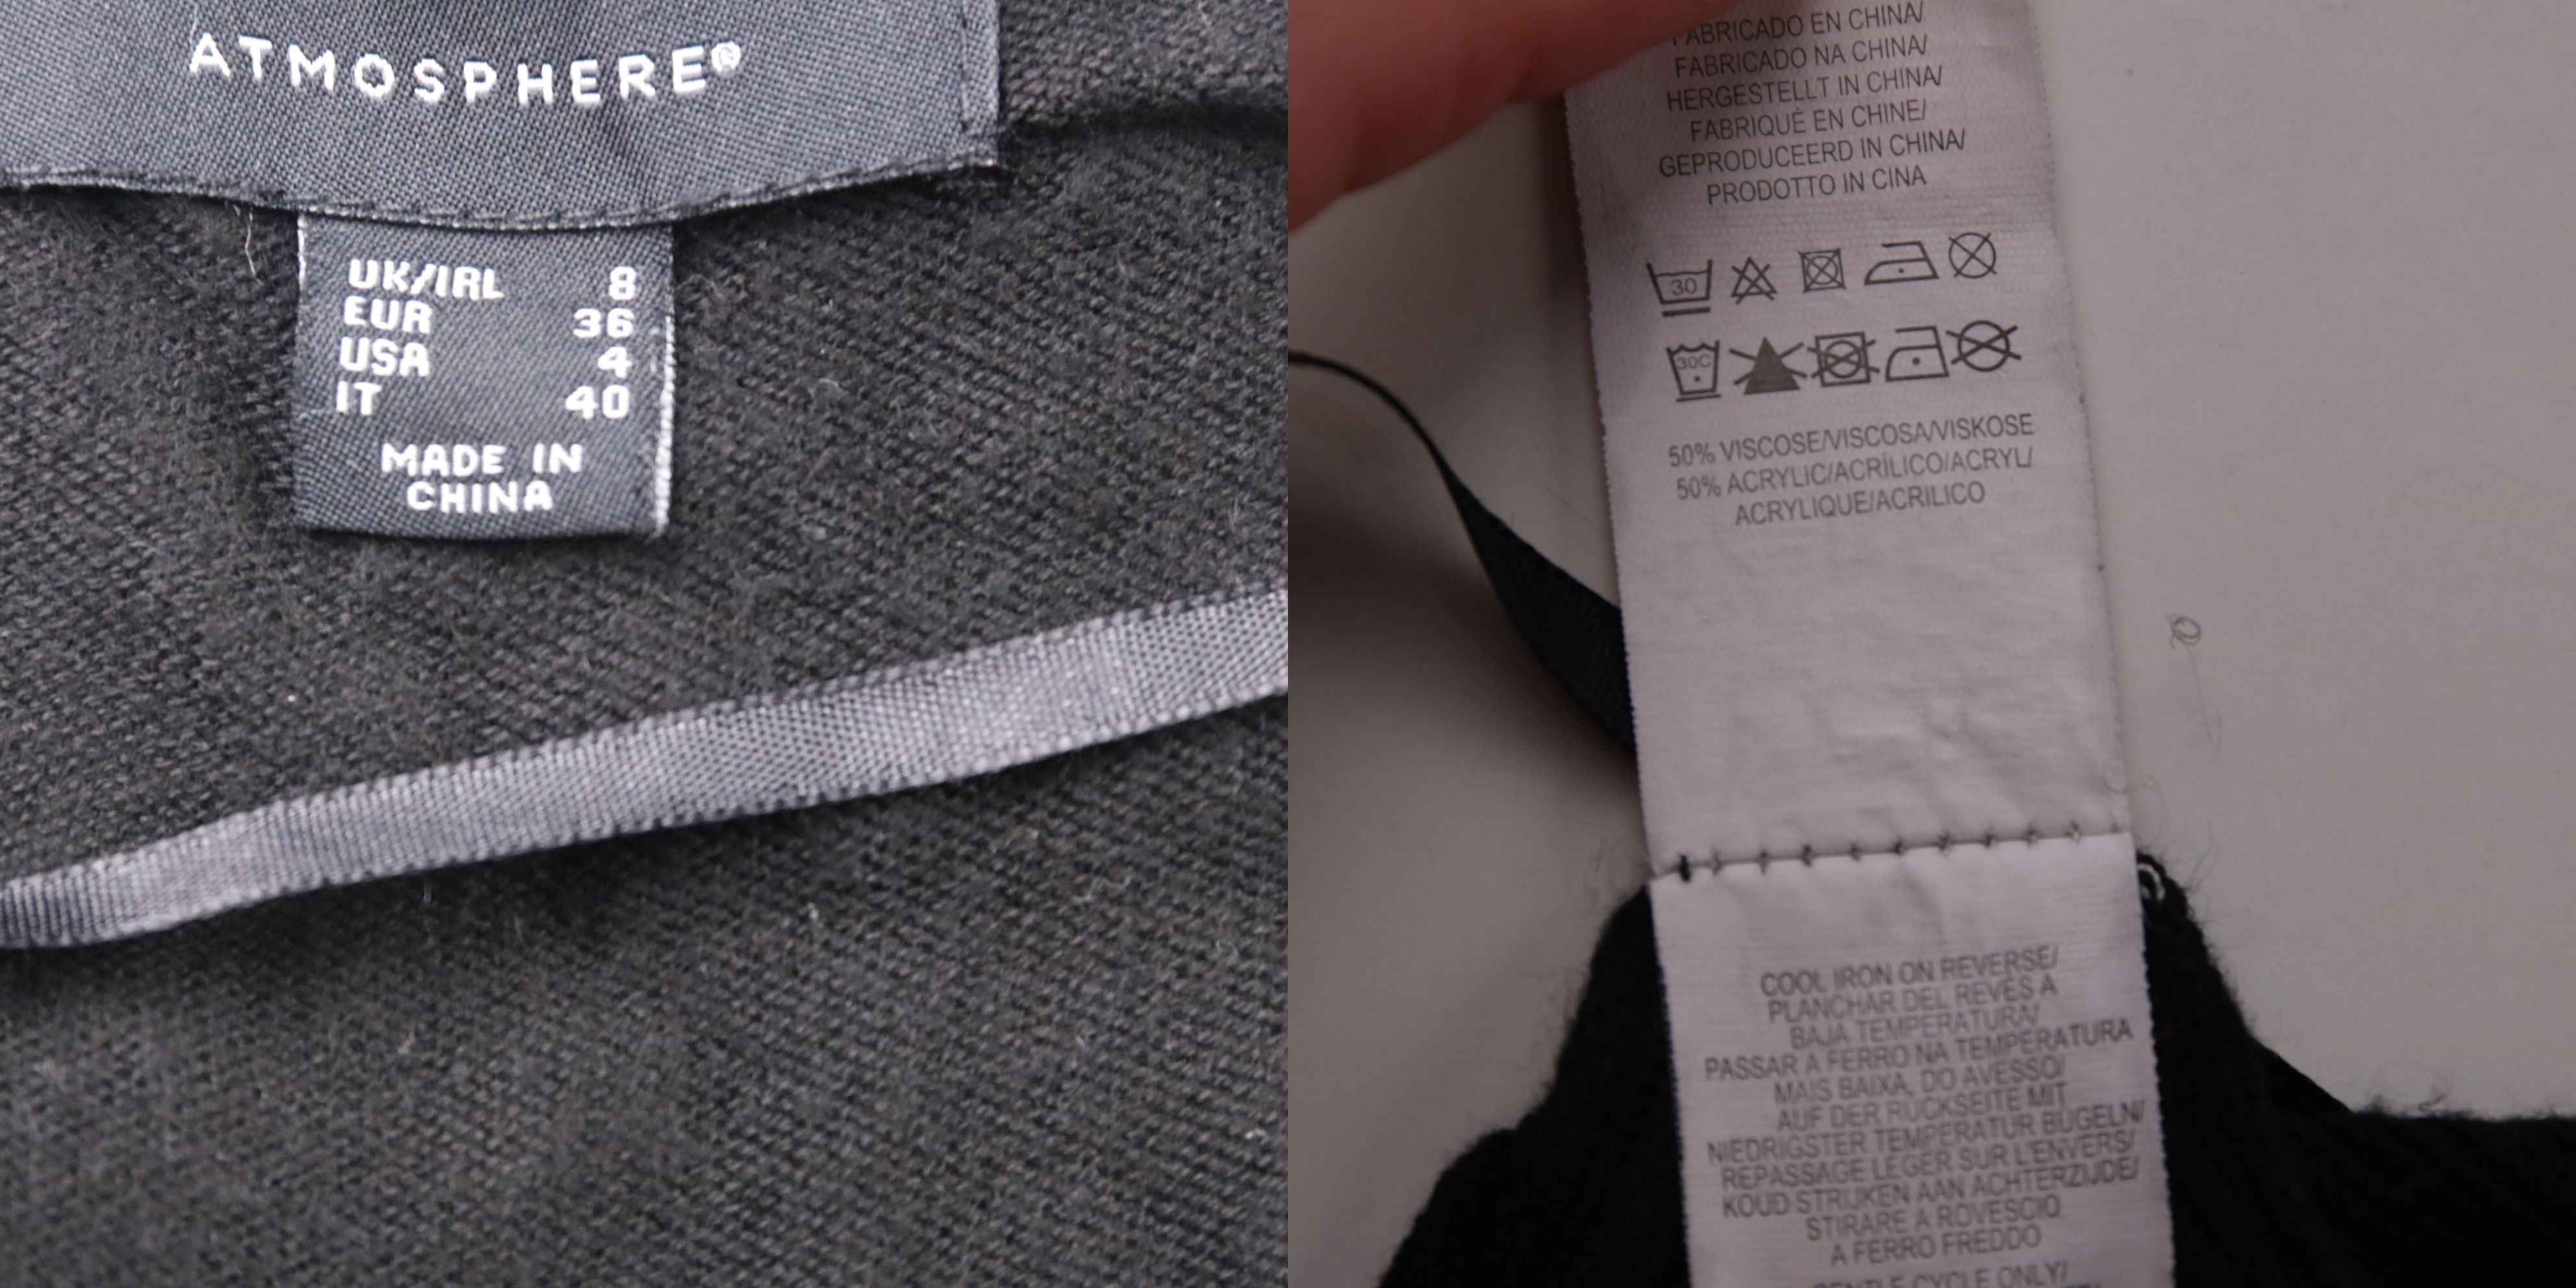 ATMOSPHERE®
UK/IRL 8
EUR 36
USA 4
IT 40
MADE IN
CHINA
FABRICADO EN CHINA/
FABRICADO NA CHINA/
HERGESTELLT IN CHINA/
FABRIQUÉ EN CHINE/
GEPRODUCEERD IN CHINA/
PRODOTTO IN CINA
30
30C
50% VISCOSE/VISCOSA/VISKOSE
50% ACRYLIC/ACRÍLICO/ACRYL/
ACRYLIQUE/ACRILICO
COOL IRON ON REVERSE/
PLANCHAR DEL REVÉS A
BAJA TEMPERATURA/
PASSAR A FERRO NA TEMPERATURA
MAIS BAIXA, DO AVESSO/
AUF DER RÜCKSEITE MIT
NIEDRIGSTER TEMPERATUR BÜGELN/
REPASSAGE LÉGER SUR L'ENVERS/
KOUD STRIJKEN AAN ACHTERZIJDE/
STIRARE A ROVESCIO
A FERRO FREDDO
GENTLE CYCLE ONLY/